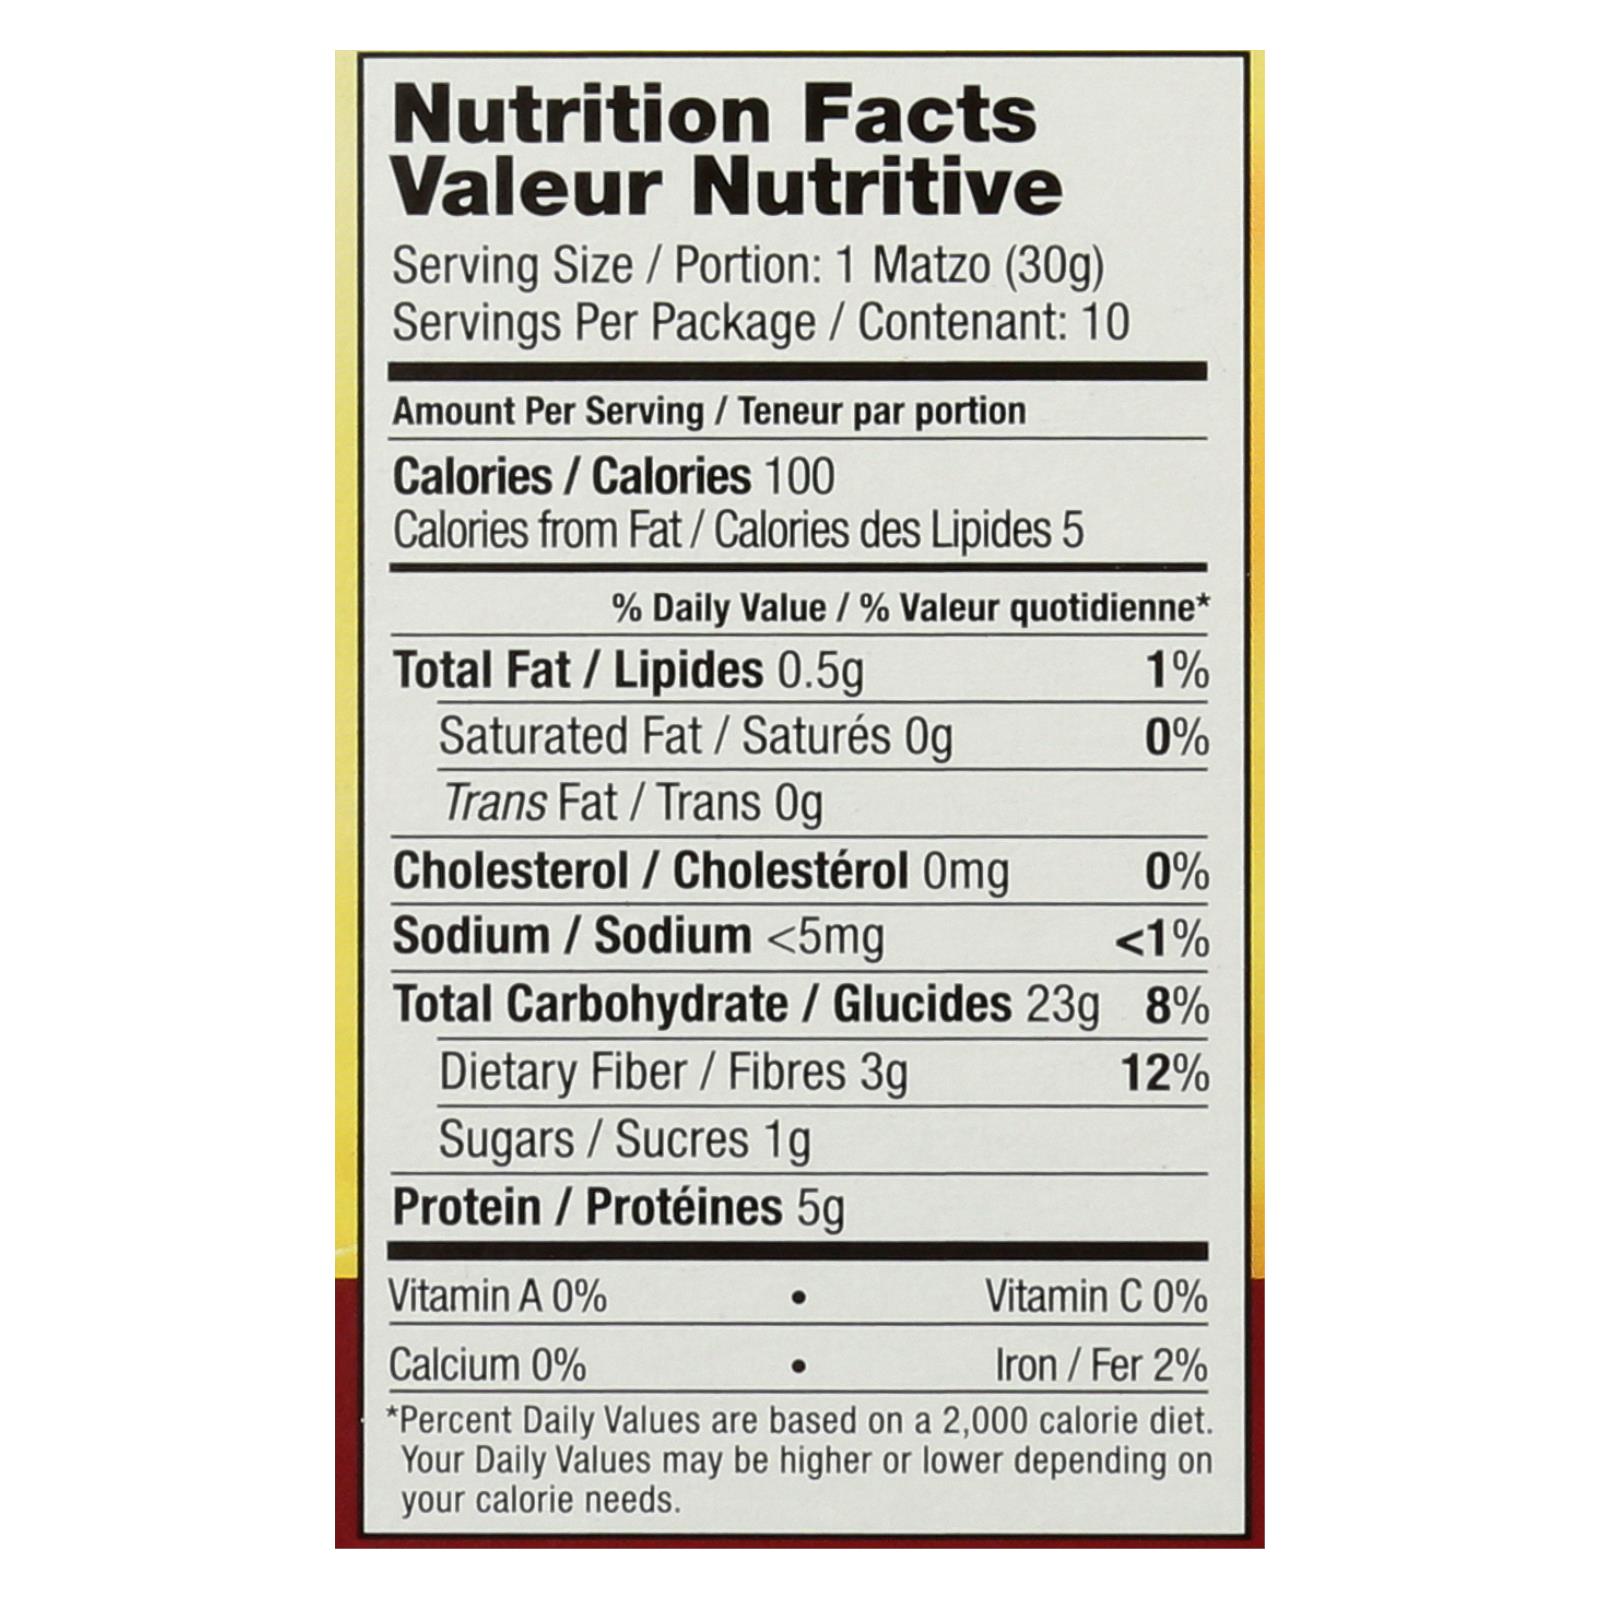 Nutrition Facts
Valeur Nutritive
Serving Size / Portion: 1 Matzo (30g)
Servings Per Package / Contenant: 10
Amount Per Serving / Teneur par portion
Calories / Calories 100
Calories from Fat / Calories des Lipides 5
% Daily Value / % Valeur quotidienne*
Total Fat / Lipides 0.5g 1%
Saturated Fat / Saturés 0g 0%
Trans Fat / Trans 0g
Cholesterol / Cholestérol 0mg 0%
Sodium / Sodium <5mg <1%
Total Carbohydrate / Glucides 23g 8%
Dietary Fiber / Fibres 3g 12%
Sugars / Sucres 1g
Protein / Protéines 5g
Vitamin A 0% • Vitamin C 0%
Calcium 0% • Iron / Fer 2%
*Percent Daily Values are based on a 2,000 calorie diet.
Your Daily Values may be higher or lower depending on
your calorie needs.